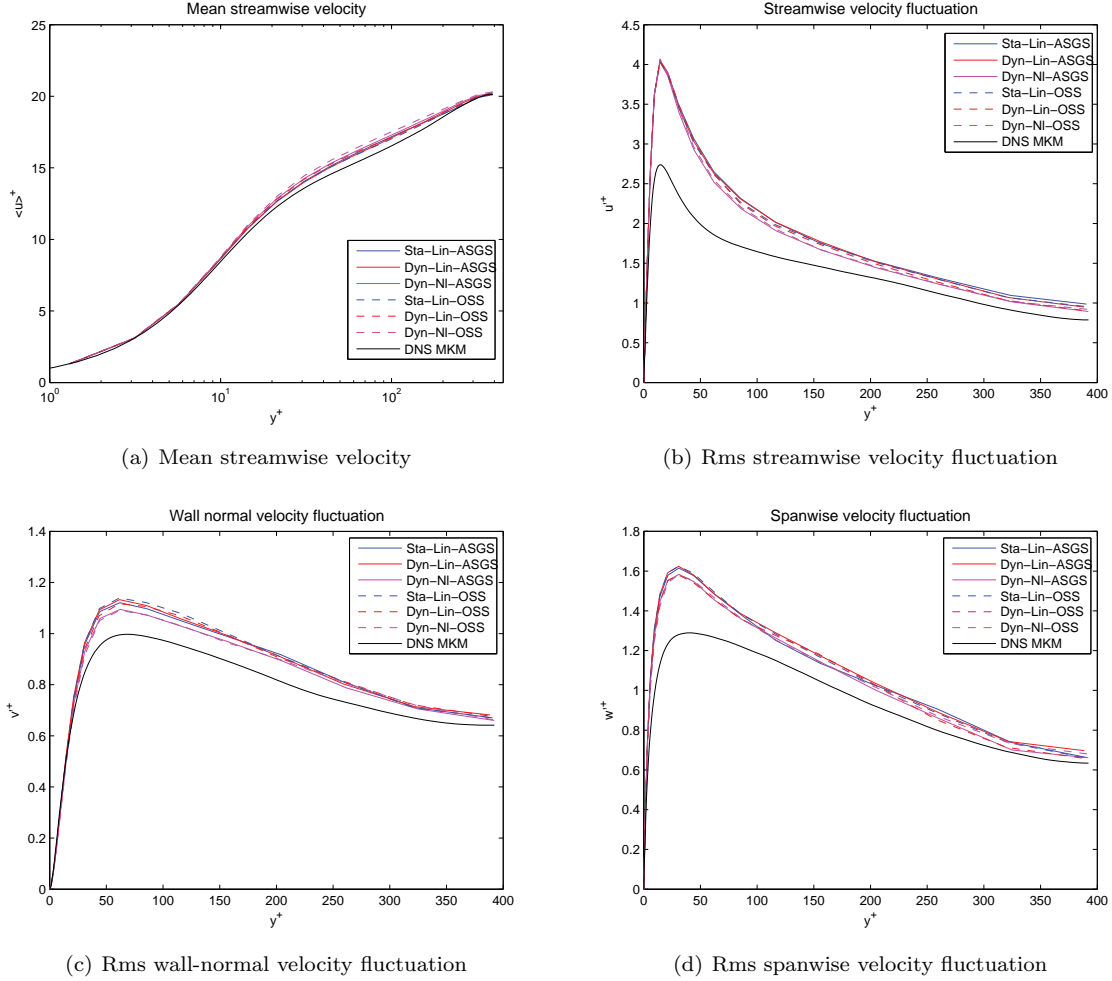 Mean streamwise velocity
25
20
15
10
5
0
10^0
10^1
10^2
<u>^+
y^+
Sta-Lin-ASGS
Dyn-Lin-ASGS
Dyn-Nl-ASGS
Sta-Lin-OSS
Dyn-Lin-OSS
Dyn-Nl-OSS
DNS MKM
(a) Mean streamwise velocity
Streamwise velocity fluctuation
4.5
4
3.5
3
2.5
2
1.5
1
0.5
0
0 50 100 150 200 250 300 350 400
u'^+
y^+
Sta-Lin-ASGS
Dyn-Lin-ASGS
Dyn-Nl-ASGS
Sta-Lin-OSS
Dyn-Lin-OSS
Dyn-Nl-OSS
DNS MKM
(b) Rms streamwise velocity fluctuation
Wall normal velocity fluctuation
1.4
1.2
1
0.8
0.6
0.4
0.2
0
0 50 100 150 200 250 300 350 400
v'^+
y^+
Sta-Lin-ASGS
Dyn-Lin-ASGS
Dyn-Nl-ASGS
Sta-Lin-OSS
Dyn-Lin-OSS
Dyn-Nl-OSS
DNS MKM
(c) Rms wall-normal velocity fluctuation
Spanwise velocity fluctuation
1.8
1.6
1.4
1.2
1
0.8
0.6
0.4
0.2
0
0 50 100 150 200 250 300 350 400
w'^+
y^+
Sta-Lin-ASGS
Dyn-Lin-ASGS
Dyn-Nl-ASGS
Sta-Lin-OSS
Dyn-Lin-OSS
Dyn-Nl-OSS
DNS MKM
(d) Rms spanwise velocity fluctuation